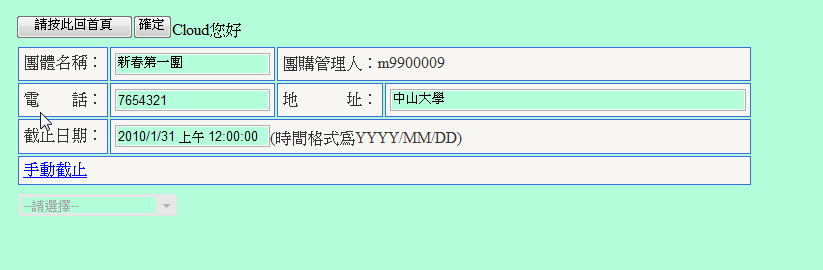 請按此回首頁 確定 Cloud您好
團體名稱： 新春第一團 團購管理人：m9900009
電 話： 7654321 地 址： 中山大學
截止日期： 2010/1/31 上午 12:00:00 (時間格式為YYYY/MM/DD)
手動截止
--請選擇--